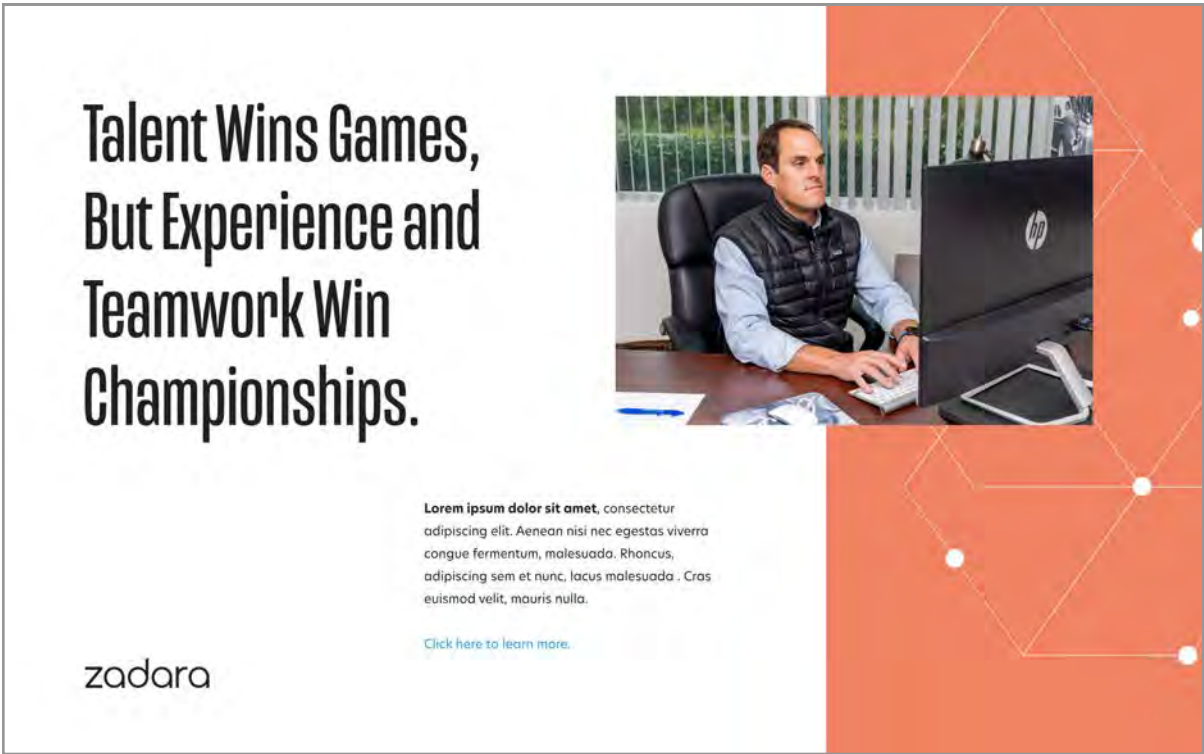 Talent Wins Games,
But Experience and
Teamwork Win
Championships.
hp
Lorem ipsum dolor sit amet, consectetur
adipiscing elit. Aenean nisi nec egestas viverra
congue fermentum, malesuada. Rhoncus,
adipiscing sem et nunc, lacus malesuada . Cras
euismod velit, mauris nulla.
Click here to learn more.
zadara